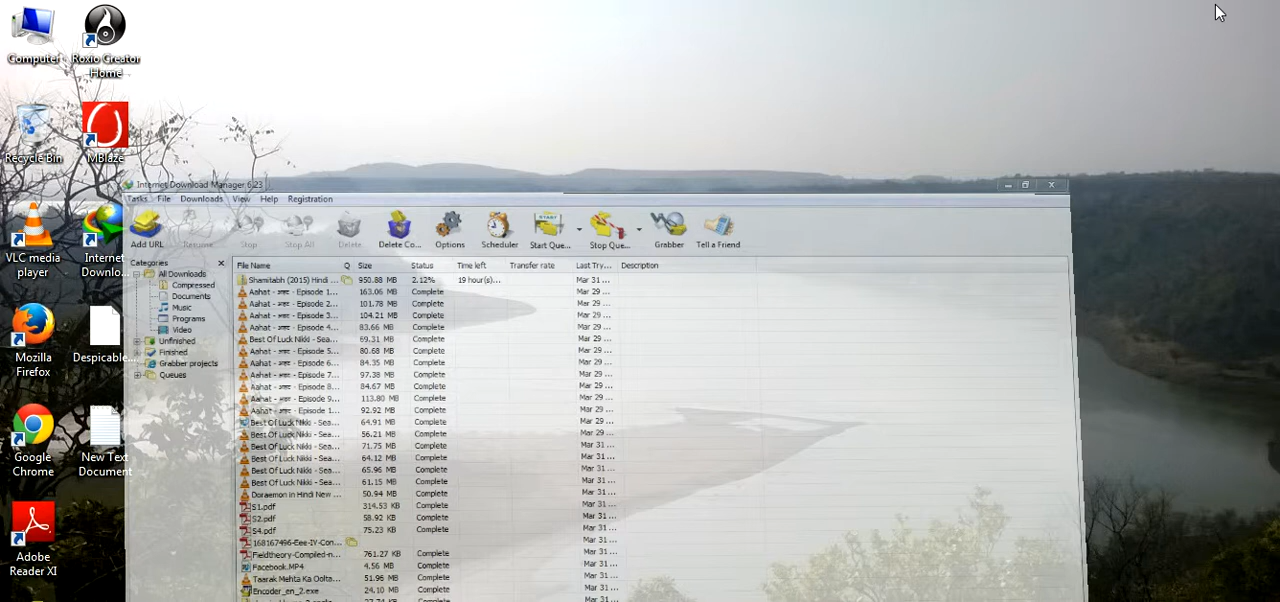 Computer
Roxio Creator Home
Recycle Bin
MBlaze
VLC media player
Internet Downlo...
Mozilla Firefox
Despicable...
Google Chrome
New Text Document
Adobe Reader XI
Internet Download Manager 6.23
Tasks File Downloads View Help Registration
Add URL Resume Stop Stop All Delete Delete Co... Options Scheduler Start Que... Stop Que... Grabber Tell a Friend
Categories
All Downloads
Compressed
Documents
Music
Programs
Video
Unfinished
Finished
Grabber projects
Queues
File Name Q Size Status Time left Transfer rate Last Try... Description
Shamitabh (2015) Hindi ... 950.88 MB 2.12% 19 hour(s)... Mar 31 ...
Aahat - आहट - Episode 1... 163.06 MB Complete Mar 29 ...
Aahat - आहट - Episode 2... 101.78 MB Complete Mar 29 ...
Aahat - आहट - Episode 3... 104.21 MB Complete Mar 29 ...
Aahat - आहट - Episode 4... 83.66 MB Complete Mar 29 ...
Best Of Luck Nikki - Sea... 69.31 MB Complete Mar 29 ...
Aahat - आहट - Episode 5... 80.68 MB Complete Mar 29 ...
Aahat - आहट - Episode 6... 84.35 MB Complete Mar 29 ...
Aahat - आहट - Episode 7... 97.38 MB Complete Mar 29 ...
Aahat - आहट - Episode 8... 84.67 MB Complete Mar 29 ...
Aahat - आहट - Episode 9... 113.80 MB Complete Mar 29 ...
Aahat - आहट - Episode 1... 92.92 MB Complete Mar 29 ...
Best Of Luck Nikki - Sea... 64.91 MB Complete Mar 29 ...
Best Of Luck Nikki - Sea... 56.21 MB Complete Mar 29 ...
Best Of Luck Nikki - Sea... 71.75 MB Complete Mar 31 ...
Best Of Luck Nikki - Sea... 64.12 MB Complete Mar 31 ...
Best Of Luck Nikki - Sea... 65.96 MB Complete Mar 31 ...
Best Of Luck Nikki - Sea... 61.15 MB Complete Mar 31 ...
Doraemon in Hindi New ... 50.94 MB Complete Mar 31 ...
S1.pdf 314.53 KB Complete Mar 31 ...
S2.pdf 58.92 KB Complete Mar 31 ...
S4.pdf 75.23 KB Complete Mar 31 ...
168167496-Eee-IV-Con... Mar 31 ...
Fieldtheory-Compiled-n... 761.27 KB Complete Mar 31 ...
Facebook.MP4 4.56 MB Complete Mar 31 ...
Taarak Mehta Ka Oolta... 51.96 MB Complete Mar 31 ...
Encoder_en_2.exe 24.10 MB Complete Mar 31 ...
Complete Mar 31 ...